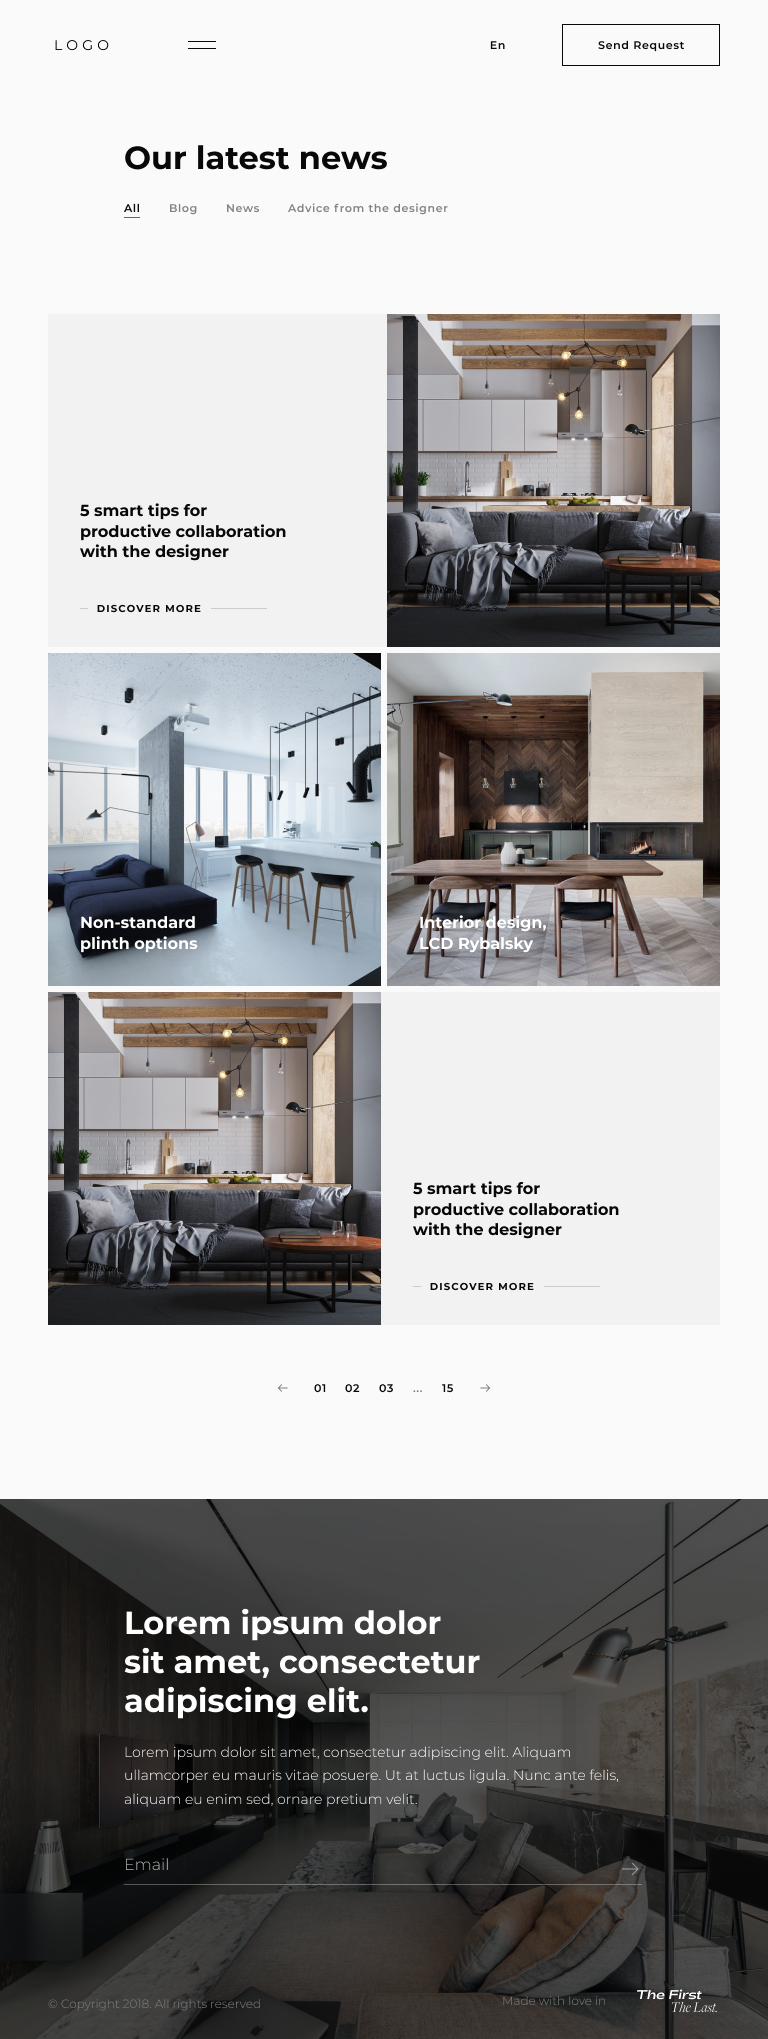 LOGO
En
Send Request
Our latest news
All Blog News Advice from the designer
5 smart tips for
productive collaboration
with the designer
DISCOVER MORE
Non-standard
plinth options
Interior design,
LCD Rybalsky
5 smart tips for
productive collaboration
with the designer
DISCOVER MORE
01 02 03 ... 15
Lorem ipsum dolor
sit amet, consectetur
adipiscing elit.
Lorem ipsum dolor sit amet, consectetur adipiscing elit. Aliquam
ullamcorper eu mauris vitae posuere. Ut at luctus ligula. Nunc ante felis,
aliquam eu enim sed, ornare pretium velit.
Email
© Copyright 2018. All rights reserved
Made with love in
The First
The Last.